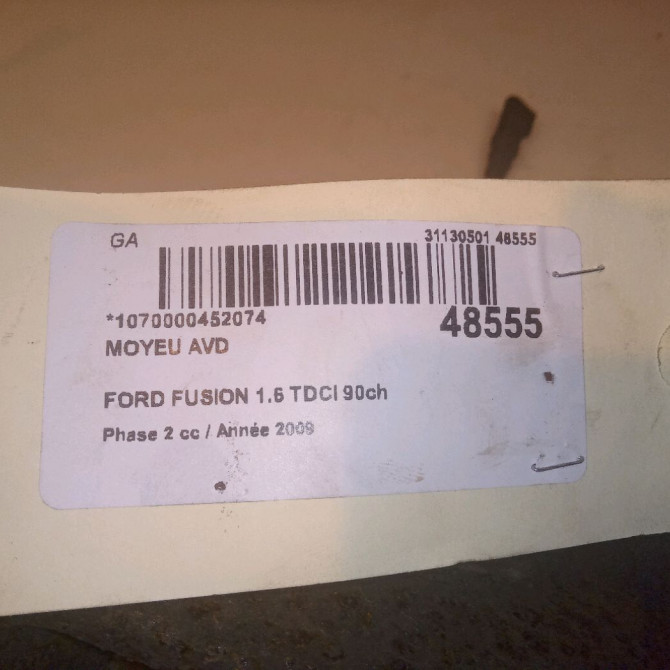 GA 31130501 48555
*1070000452074 48555
MOYEU AVD
FORD FUSION 1.6 TDCI 90ch
Phase 2 cc / Année 2009